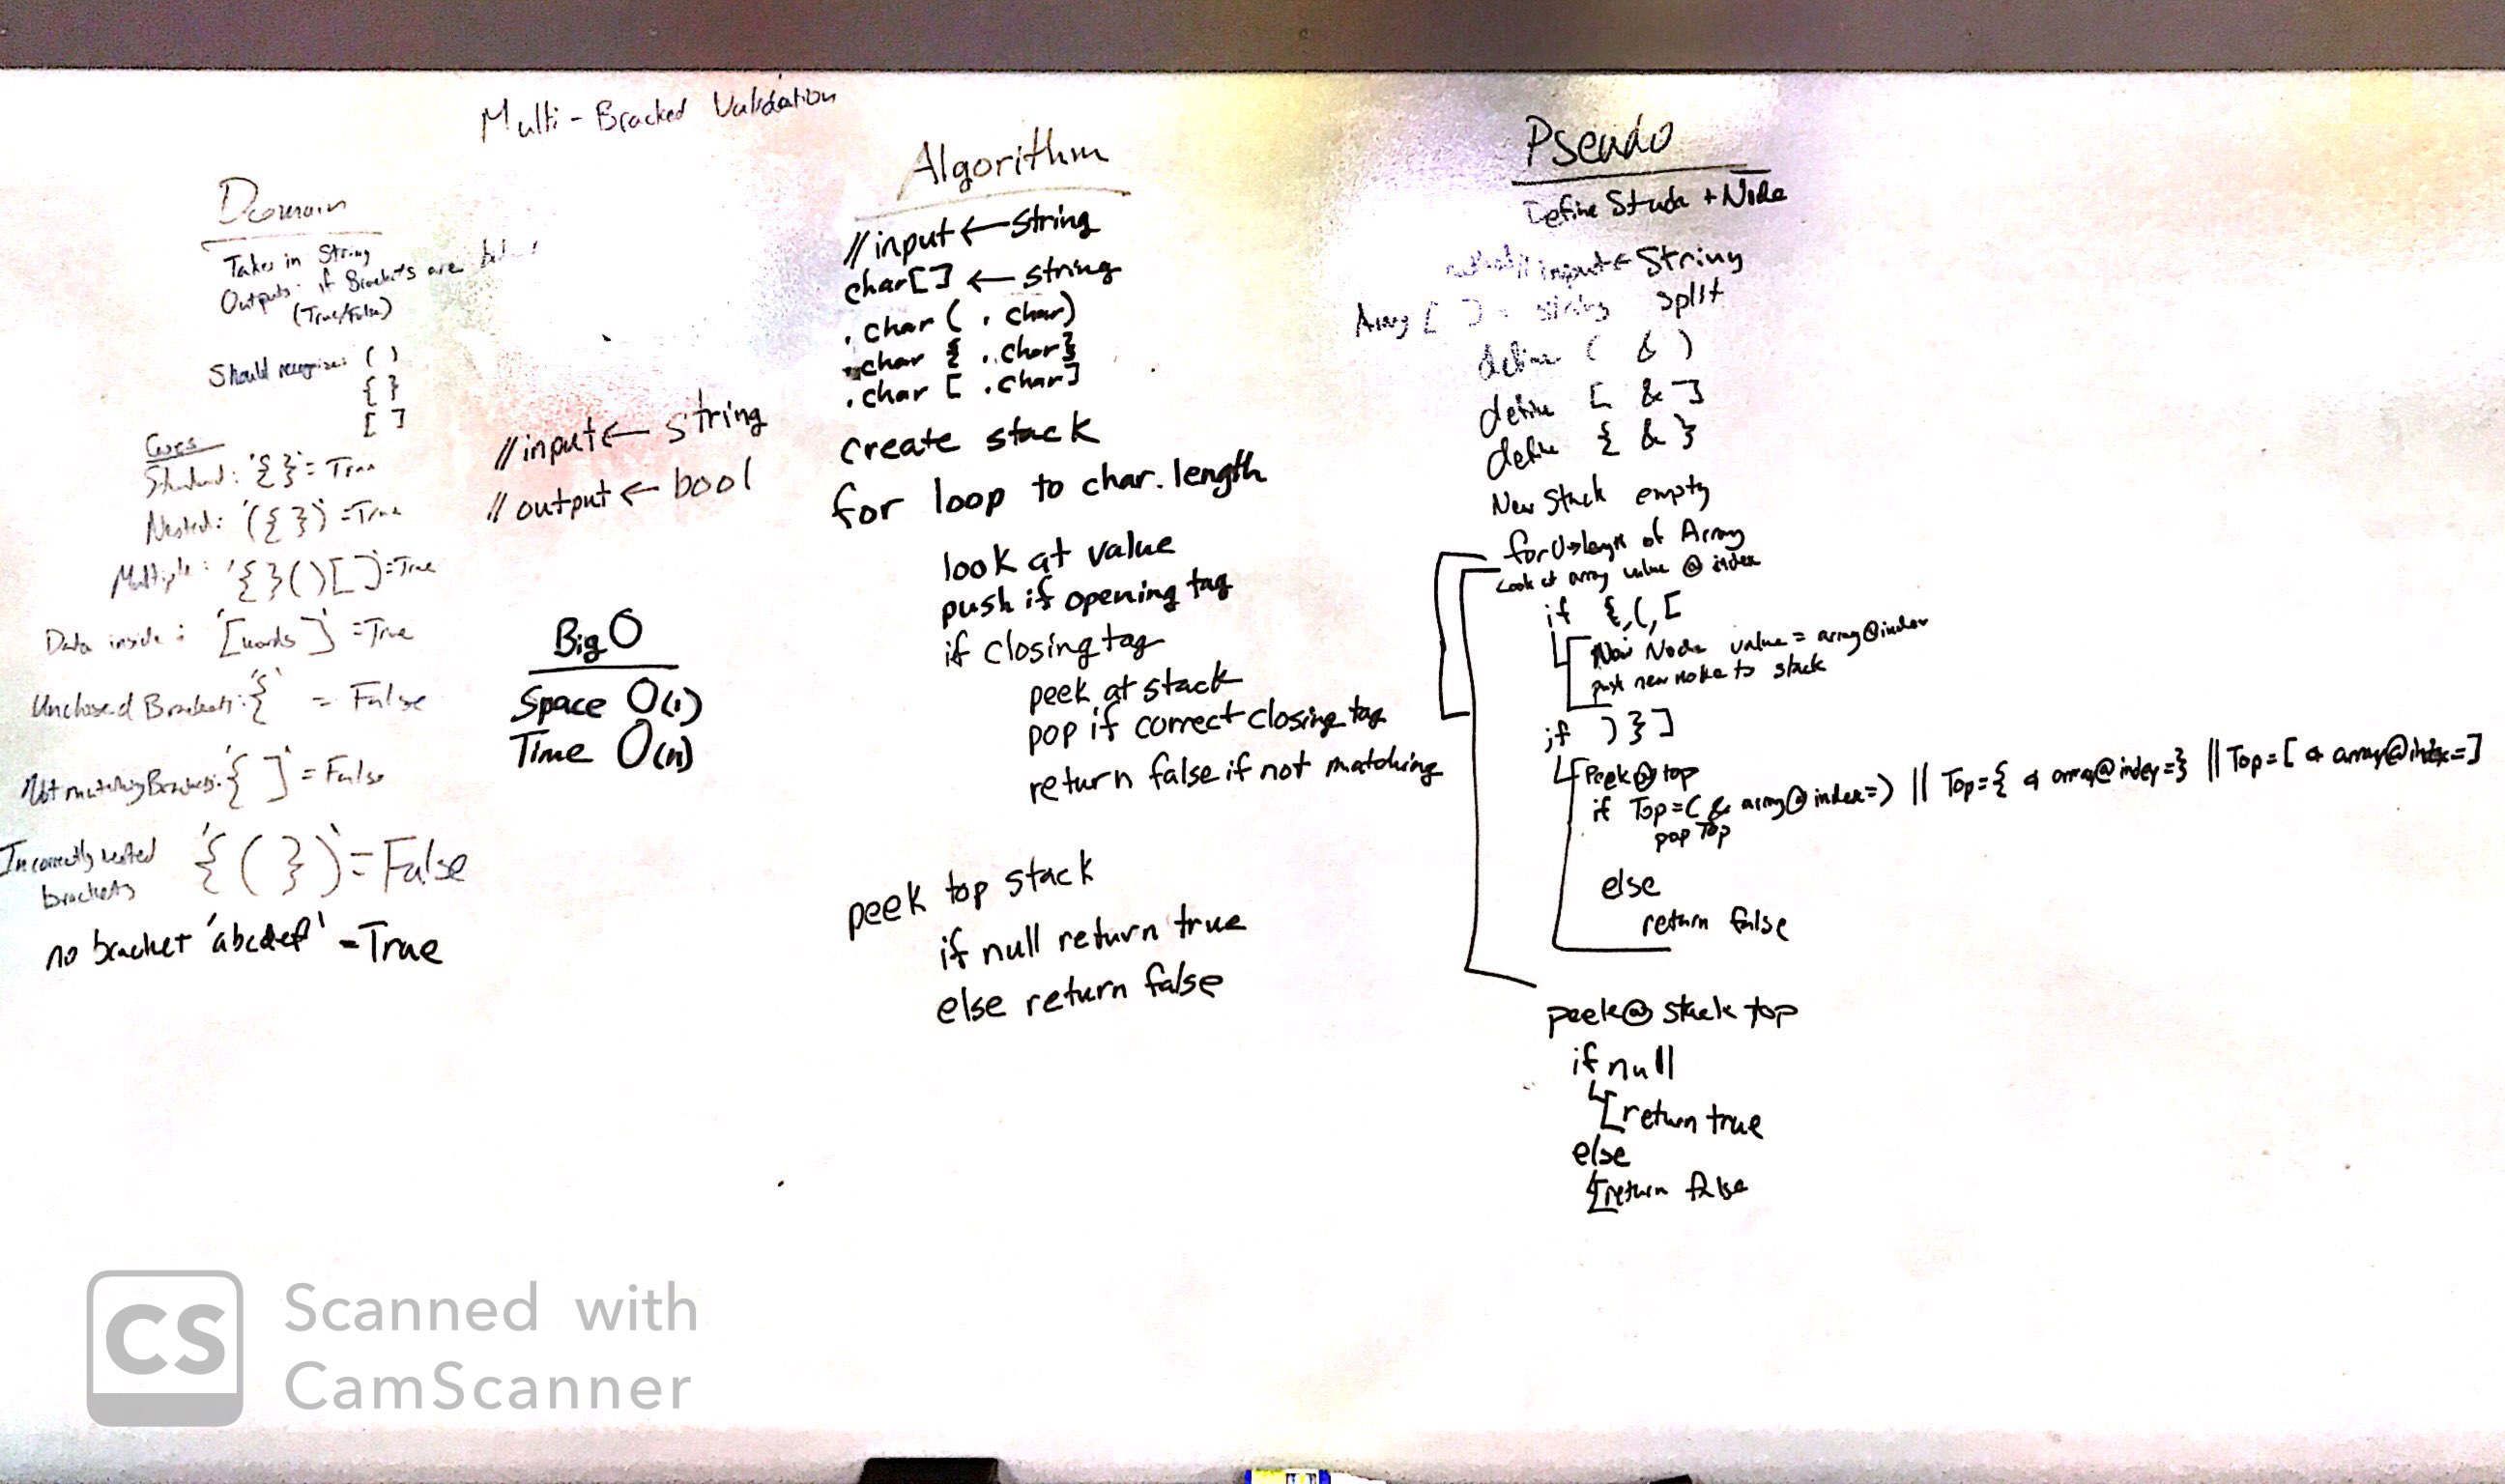 Multi-Bracked Validation
Domain
Takes in String
Outputs: if Brackets are
(True/False)
Should recognize: ( )
{ }
[ ]
Cases
Standard: '{}' = True
Nested: '({})' = True
Multiple: '{}()[]' = True
Data inside: '[words]' = True
Unclosed Brackets: '{' = False
Not matching Brackets: '{ ]' = False
Incorrectly nested
brackets
'{(})' = False
no bracket 'abcdef' = True
//input ← string
//output ← bool
Big O
Space O(1)
Time O(n)
Algorithm
//input ← String
char[] ← string
. char ( . char )
. char { . char }
. char [ . char ]
create stack
for loop to char.length
look at value
push if opening tag
if closing tag
peek at stack
pop if correct closing tag
return false if not matching
peek top stack
if null return true
else return false
Pseudo
Define + Node
input ← String
Array [ ] = string split
define ( & )
define [ & ]
define { & }
New Stack empty
for 0→length of Array
Look at array value @ index
if {,(,[
New Node value = array@index
push new node to stack
if ) } ]
Peek@top
if Top=( & array@index=) || Top={ & array@index=} || Top=[ & array@index=]
pop Top
else
return false
peek@ stack top
if null
return true
else
return false
CS
Scanned with
CamScanner